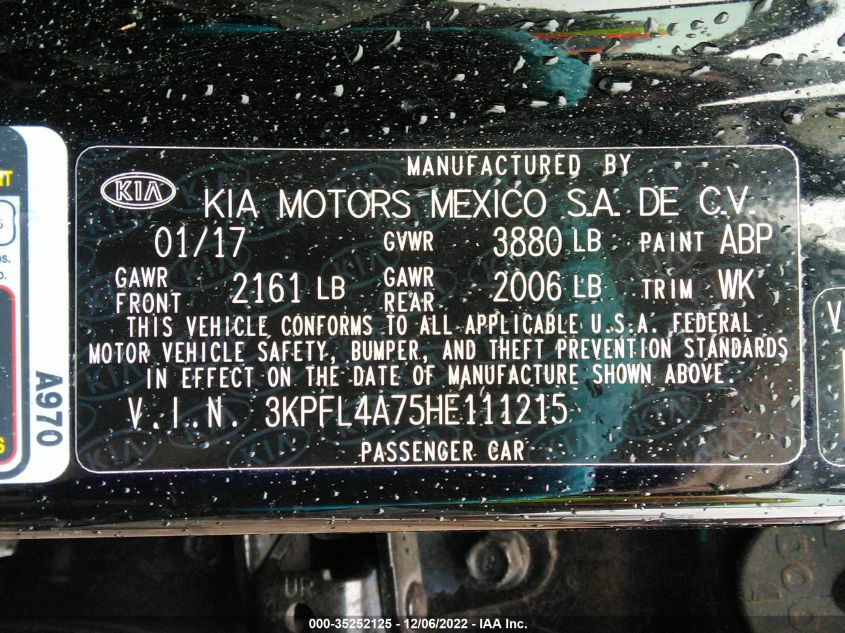 MANUFACTURED BY
KIA KIA MOTORS MEXICO S.A. DE C.V.
01/17 GVWR 3880 LB PAINT ABP
GAWR FRONT 2161 LB GAWR REAR 2006 LB TRIM WK
THIS VEHICLE CONFORMS TO ALL APPLICABLE U.S.A. FEDERAL
MOTOR VEHICLE SAFETY, BUMPER, AND THEFT PREVENTION STANDARDS
IN EFFECT ON THE DATE OF MANUFACTURE SHOWN ABOVE.
V.I.N. 3KPFL4A75HE111215
PASSENGER CAR
A970
UR
000-35252125 - 12/06/2022 - IAA Inc.